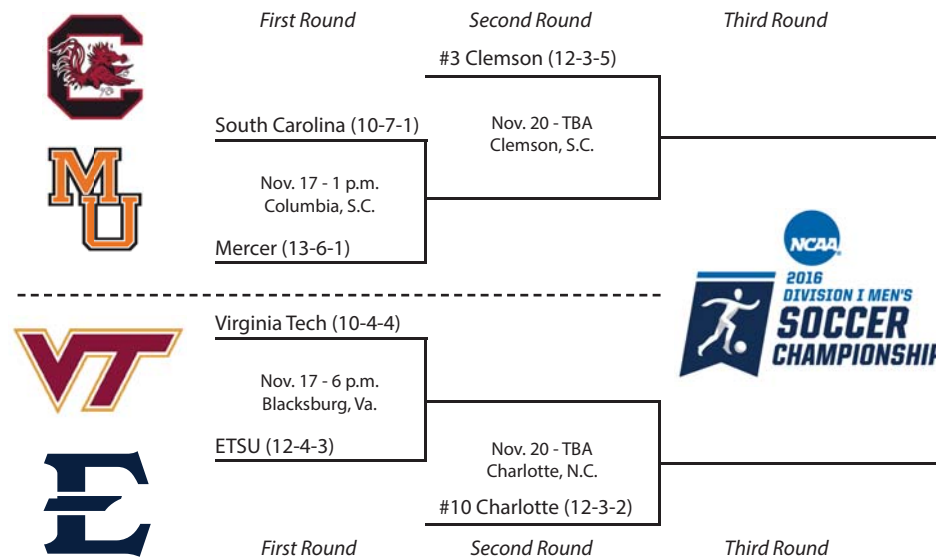 First Round
Second Round
Third Round
#3 Clemson (12-3-5)
South Carolina (10-7-1)
Nov. 20 - TBA
Clemson, S.C.
Nov. 17 - 1 p.m.
Columbia, S.C.
Mercer (13-6-1)
MU
NCAA
2016
DIVISION I MEN'S
SOCCER
CHAMPIONSHIP
Virginia Tech (10-4-4)
VT
Nov. 17 - 6 p.m.
Blacksburg, Va.
ETSU (12-4-3)
Nov. 20 - TBA
Charlotte, N.C.
E
#10 Charlotte (12-3-2)
First Round
Second Round
Third Round
C